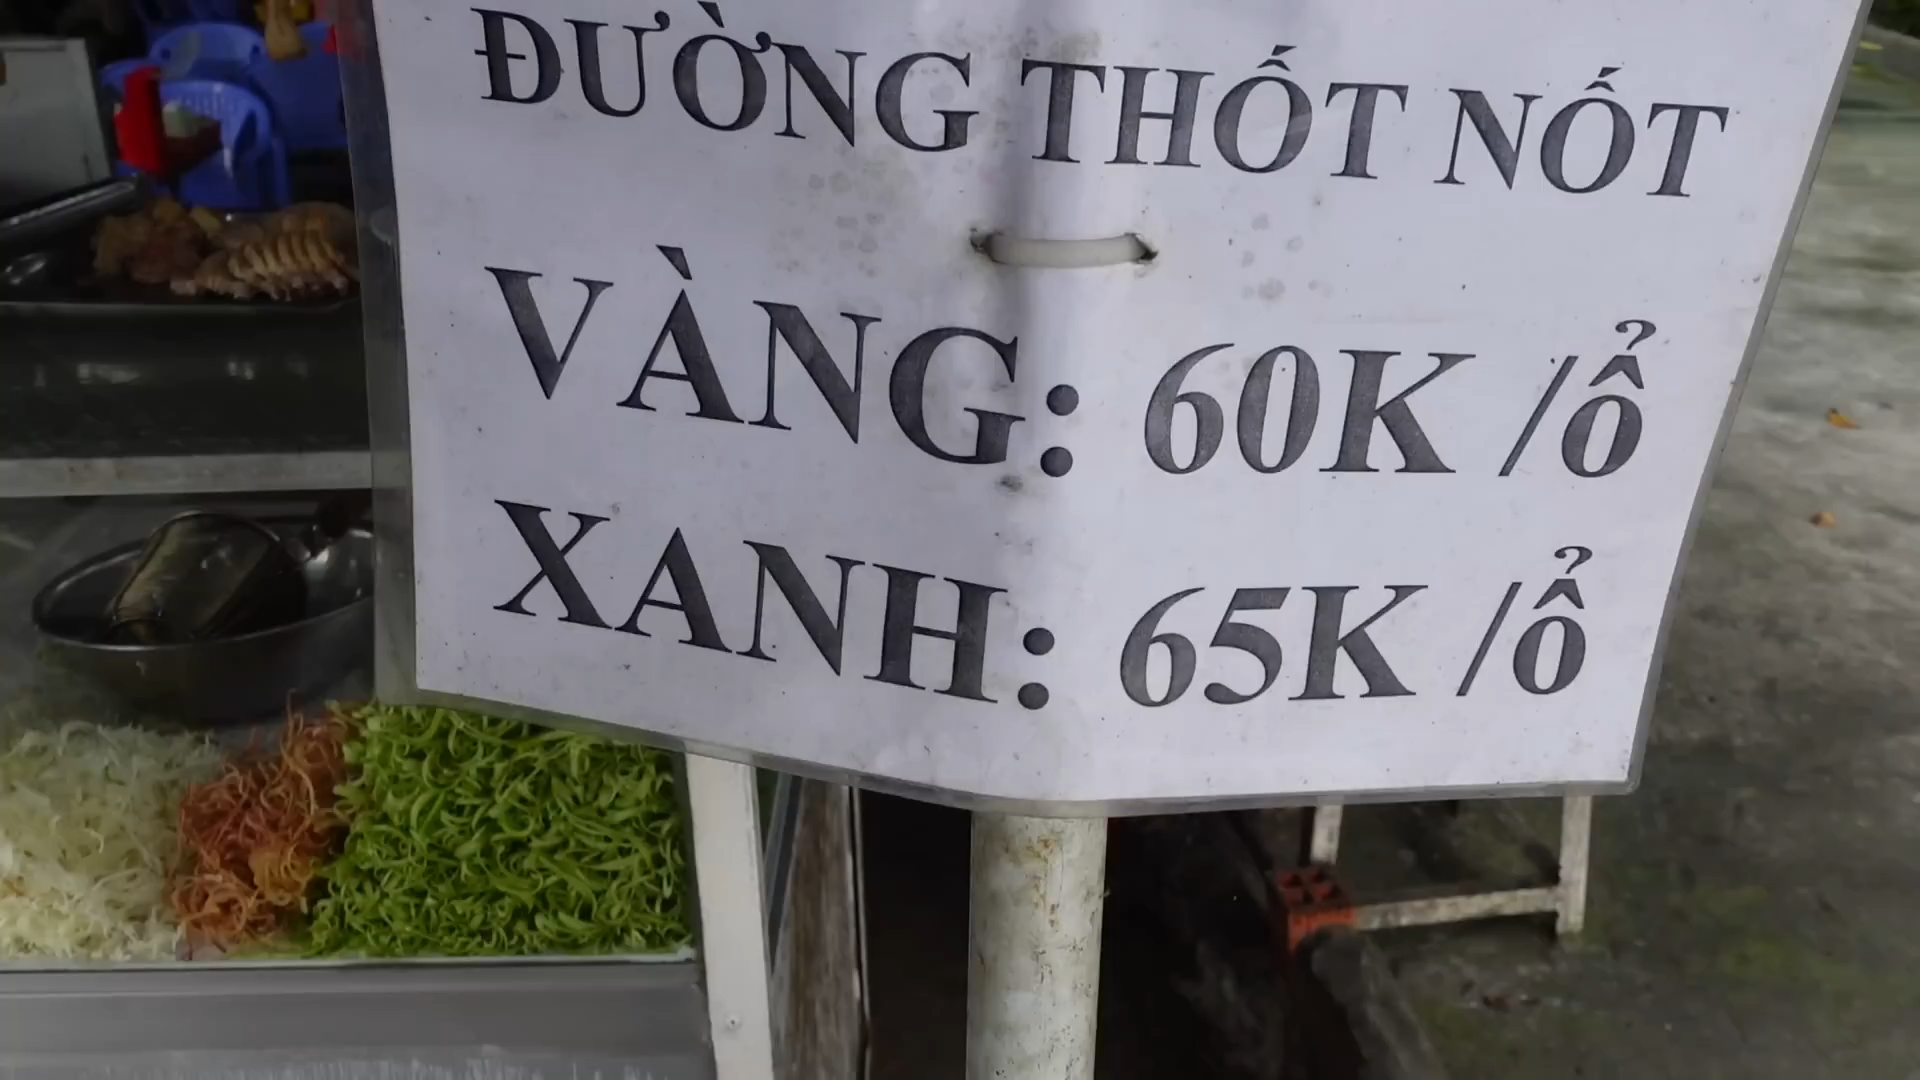 ĐƯỜNG THỐT NỐT
VÀNG: 60K /ổ
XANH: 65K /ổ